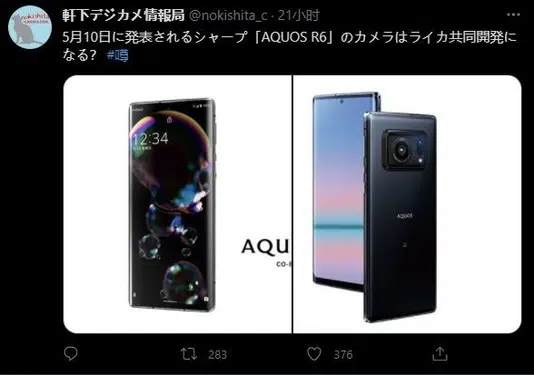 軒下デジカメ情報局 @nokishita_c · 21小时
5月10日に発表されるシャープ「AQUOS R6」のカメラはライカ共同開発に
なる? #噂
12:34
AQU
CO-E
AQUOS
283
376